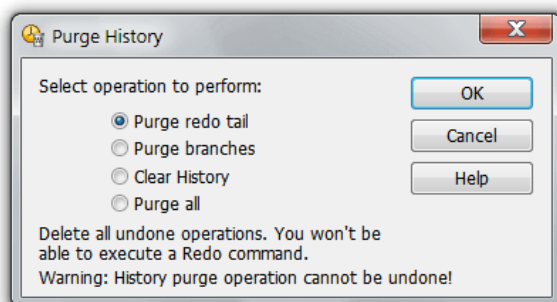 Purge History
Select operation to perform:
OK
Purge redo tail
Purge branches
Cancel
Clear History
Help
Purge all
Delete all undone operations. You won't be
able to execute a Redo command.
Warning: History purge operation cannot be undone!